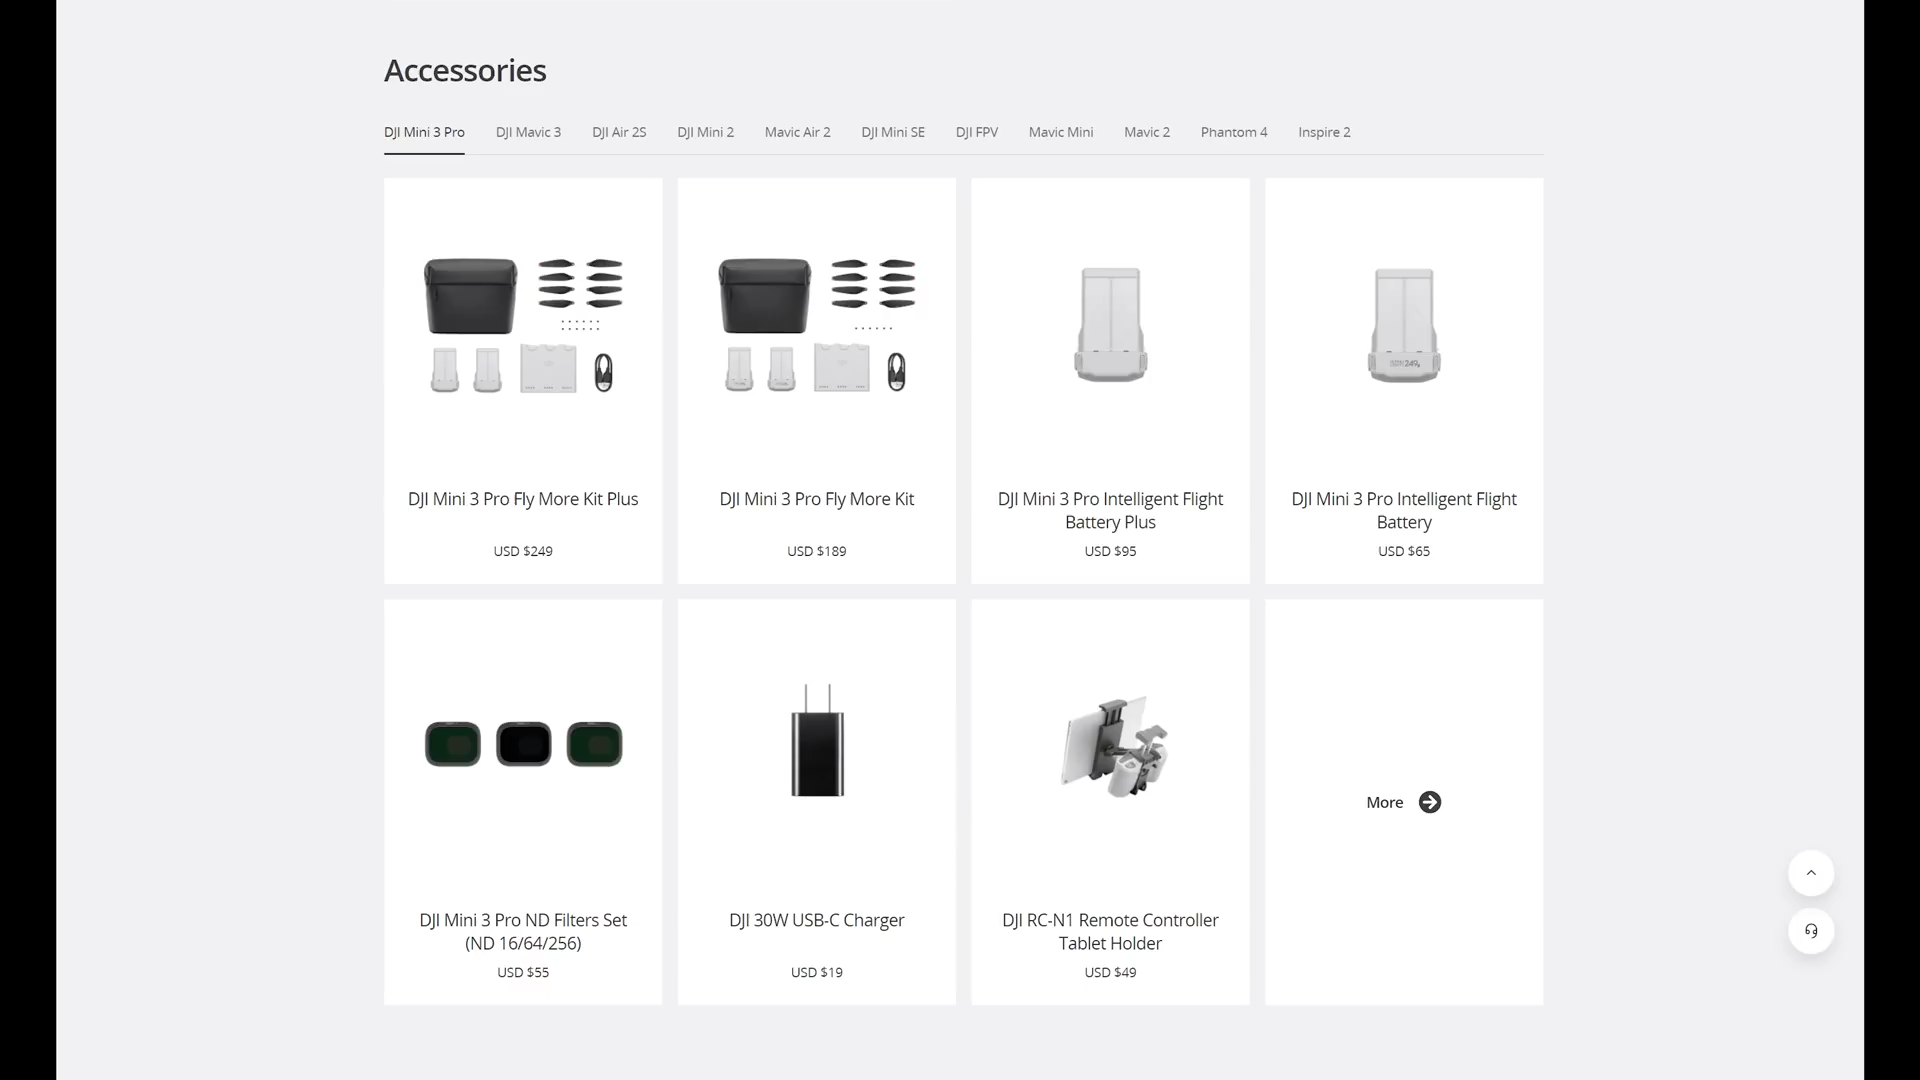 Accessories
DJI Mini 3 Pro
DJI Mavic 3
DJI Air 2S
DJI Mini 2
Mavic Air 2
DJI Mini SE
DJI FPV
Mavic Mini
Mavic 2
Phantom 4
Inspire 2
DJI Mini 3 Pro Fly More Kit Plus
USD $249
DJI Mini 3 Pro Fly More Kit
USD $189
DJI Mini 3 Pro Intelligent Flight
Battery Plus
USD $95
DJI Mini 3 Pro Intelligent Flight
Battery
USD $65
DJI Mini 3 Pro ND Filters Set
(ND 16/64/256)
USD $55
DJI 30W USB-C Charger
USD $19
DJI RC-N1 Remote Controller
Tablet Holder
USD $49
More